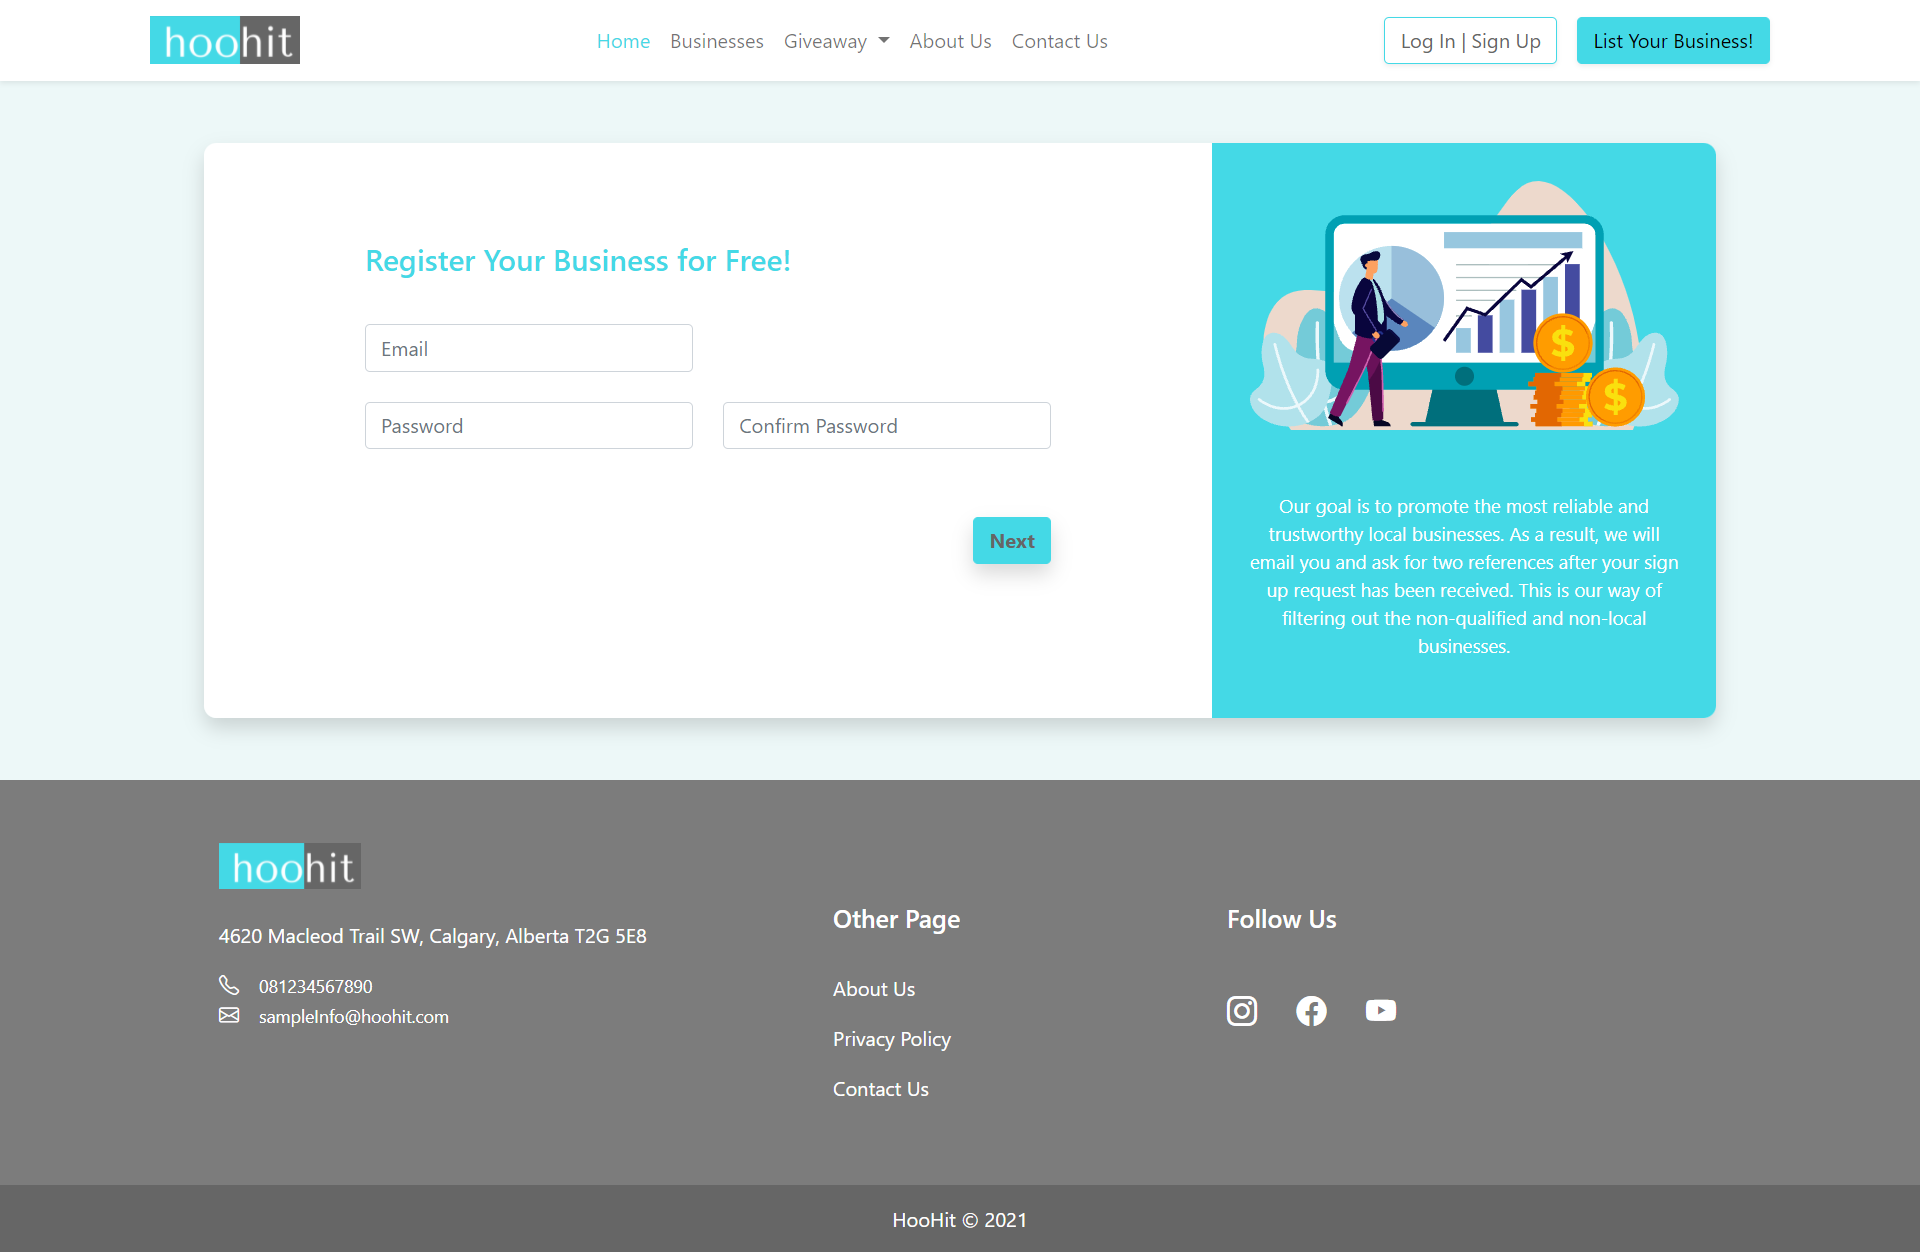 hoohit
Home Businesses Giveaway About Us Contact Us
Log In | Sign Up
List Your Business!
Register Your Business for Free!
Email
Password
Confirm Password
Next
$
$
Our goal is to promote the most reliable and
trustworthy local businesses. As a result, we will
email you and ask for two references after your sign
up request has been received. This is our way of
filtering out the non-qualified and non-local
businesses.
hoohit
4620 Macleod Trail SW, Calgary, Alberta T2G 5E8
081234567890
sampleInfo@hoohit.com
Other Page
About Us
Privacy Policy
Contact Us
Follow Us
HooHit © 2021